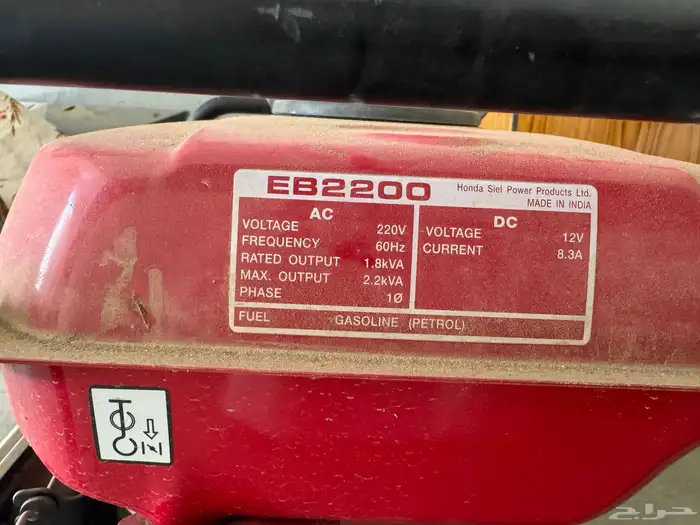 EB2200
Honda Siel Power Products Ltd.
MADE IN INDIA
AC
VOLTAGE 220V
FREQUENCY 60Hz
RATED OUTPUT 1.8kVA
MAX. OUTPUT 2.2kVA
PHASE 1Ø
DC
VOLTAGE 12V
CURRENT 8.3A
FUEL GASOLINE (PETROL)
حراج